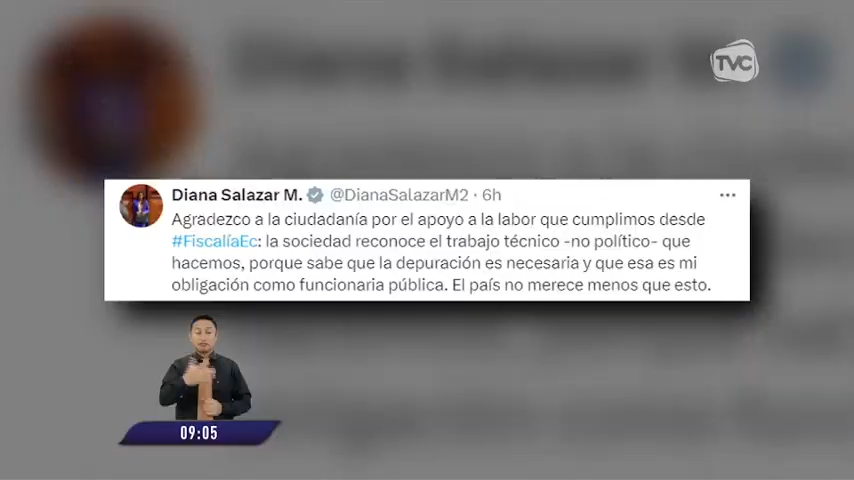 TVC
Diana Salazar M. @DianaSalazarM2 · 6h
Agradezco a la ciudadanía por el apoyo a la labor que cumplimos desde
#FiscalíaEc: la sociedad reconoce el trabajo técnico -no político- que
hacemos, porque sabe que la depuración es necesaria y que esa es mi
obligación como funcionaria pública. El país no merece menos que esto.
09:05